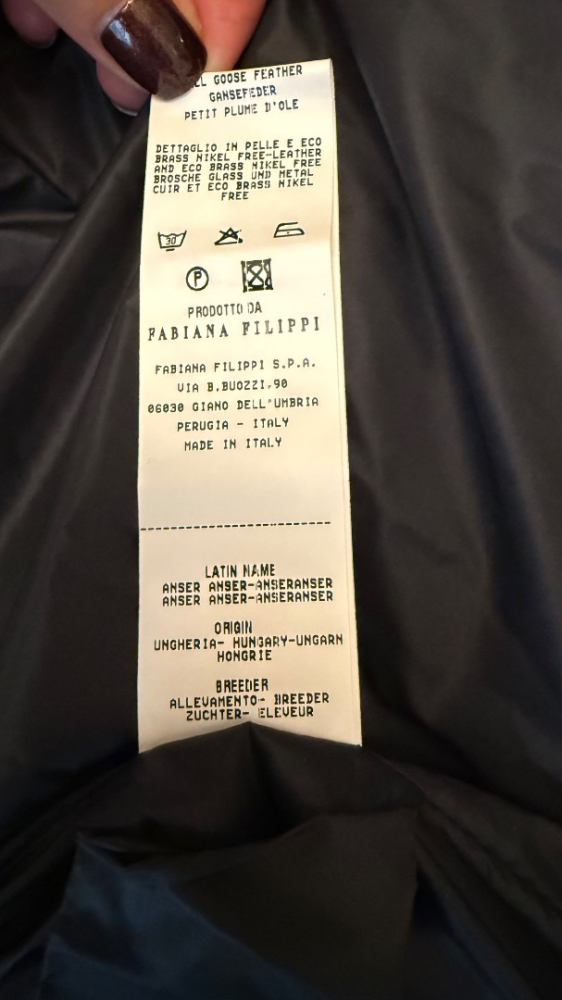 GOOSE FEATHER
GANSEFEDER
PETIT PLUME D'OLE
DETTAGLIO IN PELLE E ECO
BRASS NIKEL FREE-LEATHER
AND ECO BRASS NIKEL FREE
BROSCHE GLASS UND METAL
CUIR ET ECO BRASS NIKEL
FREE
30
P
PRODOTTO DA
FABIANA FILIPPI
FABIANA FILIPPI S.P.A.
VIA B.BUOZZI,90
06030 GIANO DELL'UMBRIA
PERUGIA - ITALY
MADE IN ITALY
LATIN NAME
ANSER ANSER-ANSERANSER
ANSER ANSER-ANSERANSER
ORIGIN
UNGHERIA- HUNGARY-UNGARN
HONGRIE
BREEDER
ALLEVAMENTO- BREEDER
ZUCHTER- ELEVEUR